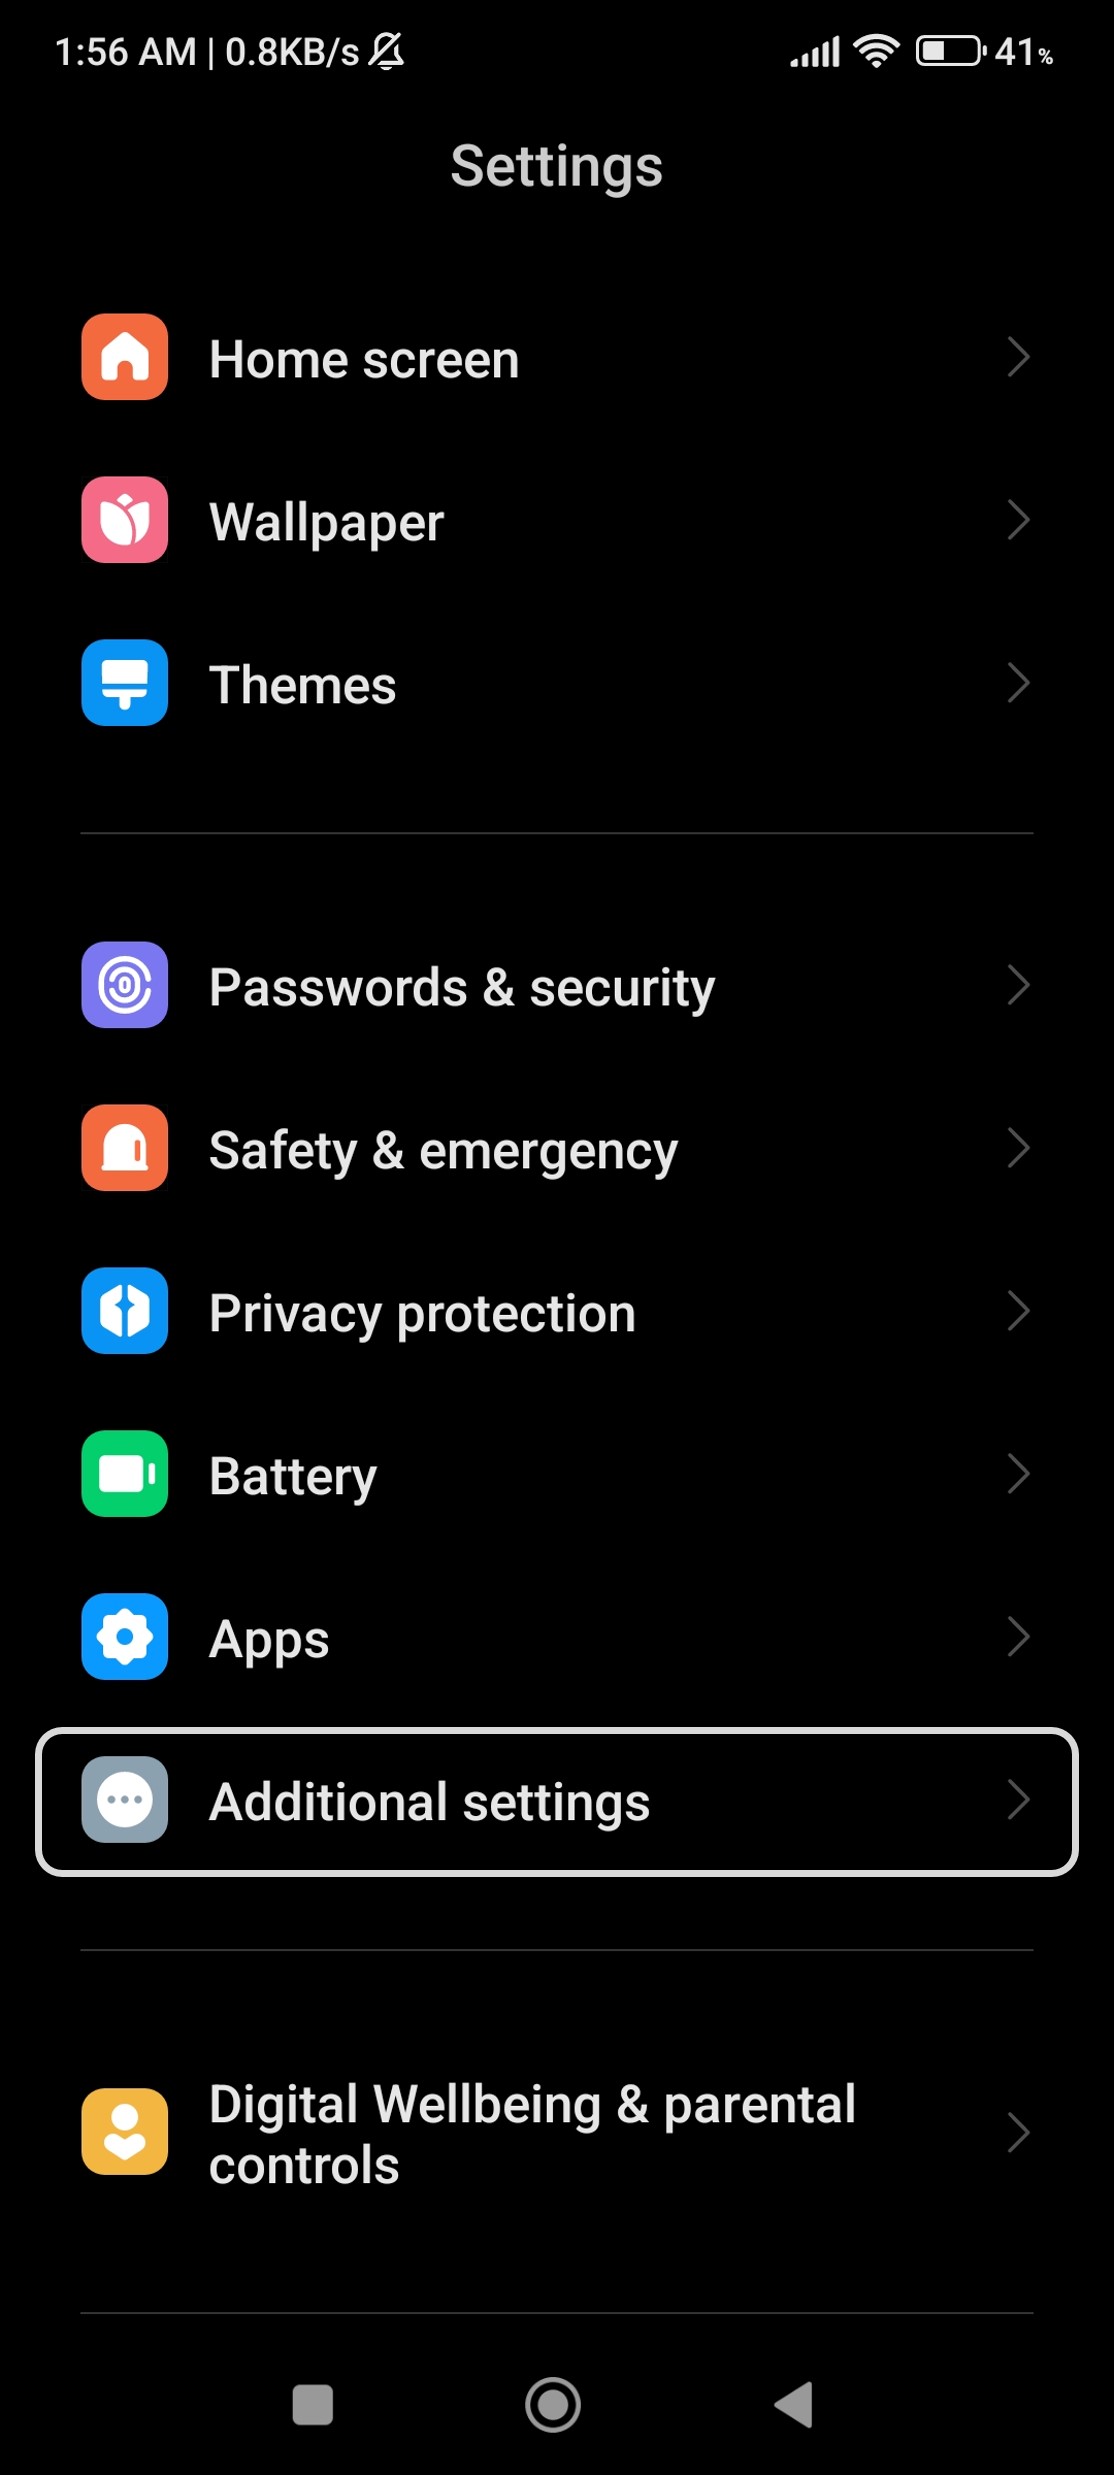 1:56 AM | 0.8KB/s 41%
Settings
Home screen
Wallpaper
Themes
Passwords & security
Safety & emergency
Privacy protection
Battery
Apps
Additional settings
Digital Wellbeing & parental
controls